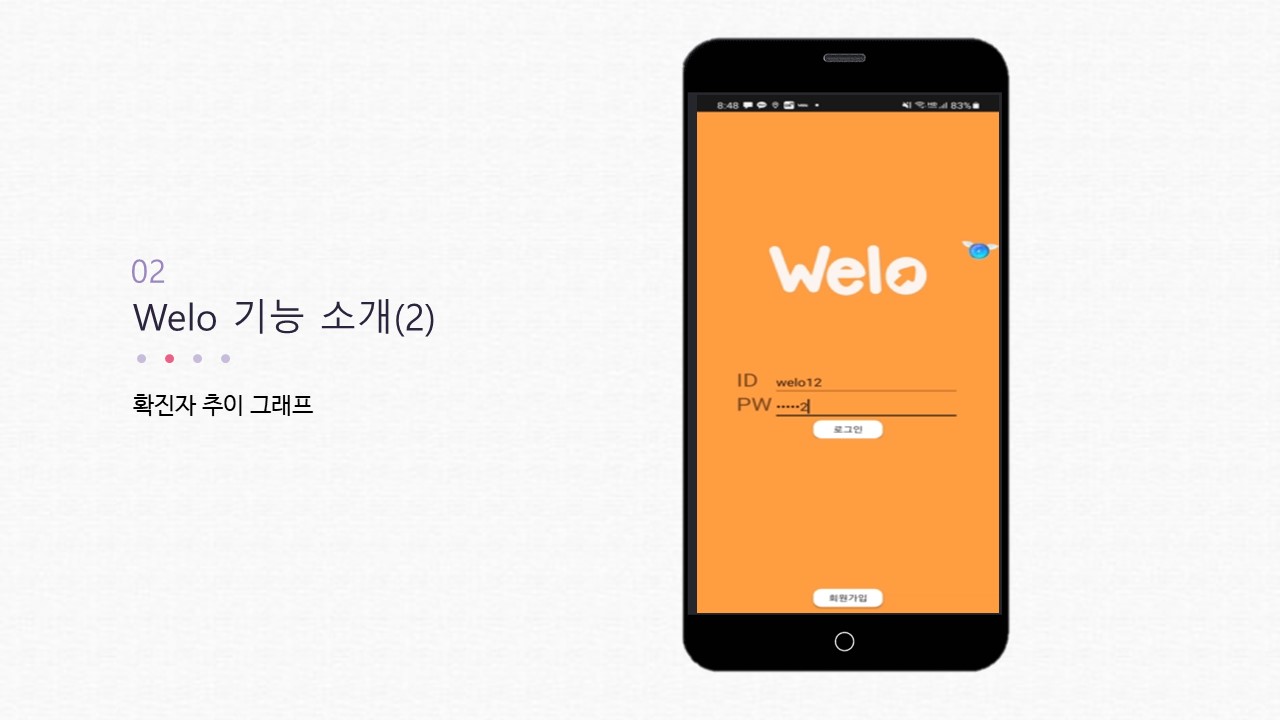 02
Welo 기능 소개(2)
확진자 추이 그래프
8:48
83%
Welo
ID welo12
PW •••••2
로그인
회원가입